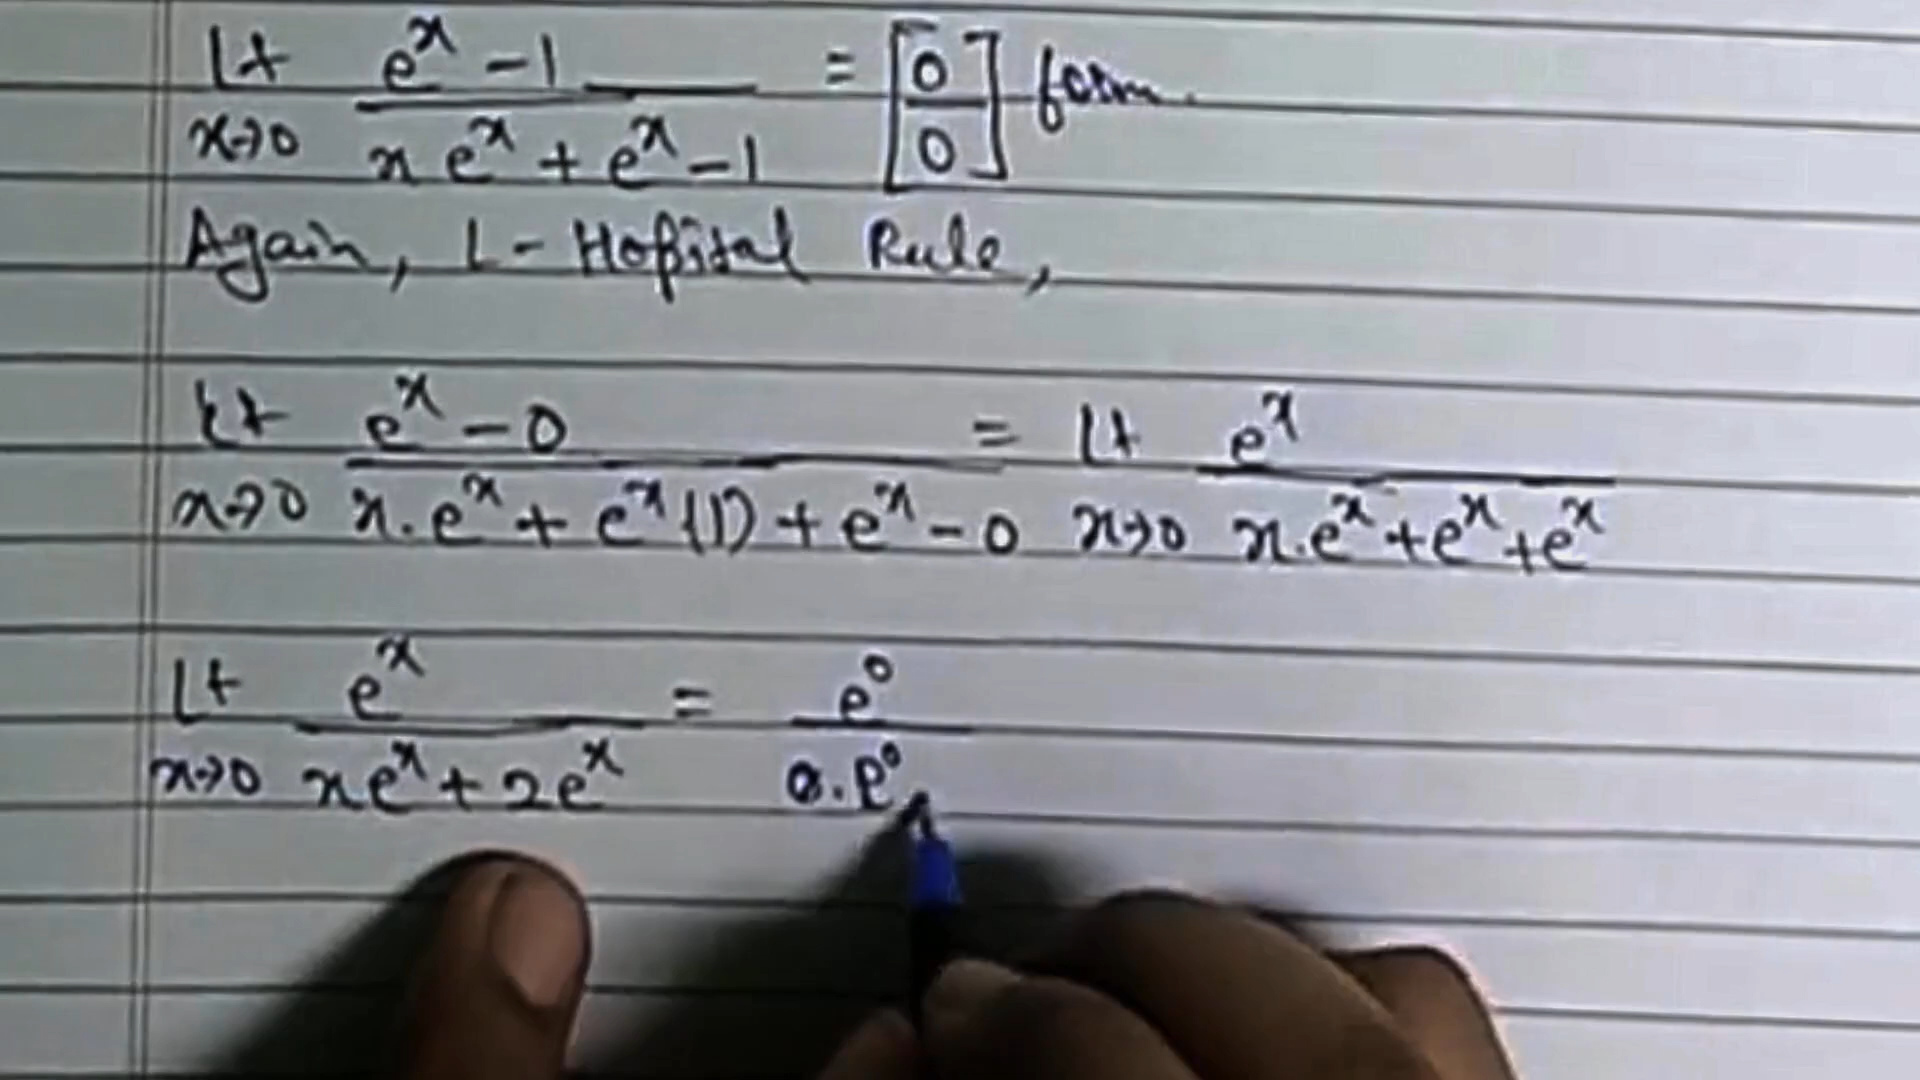 Lt e^x - 1 / x e^x + e^x - 1 = [0/0] form.
x→0
Again, L - Hopital Rule,
Lt e^x - 0 / x.e^x + e^x (1) + e^x - 0 = Lt e^x / x.e^x + e^x + e^x
x→0 x→0
Lt e^x / xe^x + 2e^x = e^0 / 0.e^0
x→0